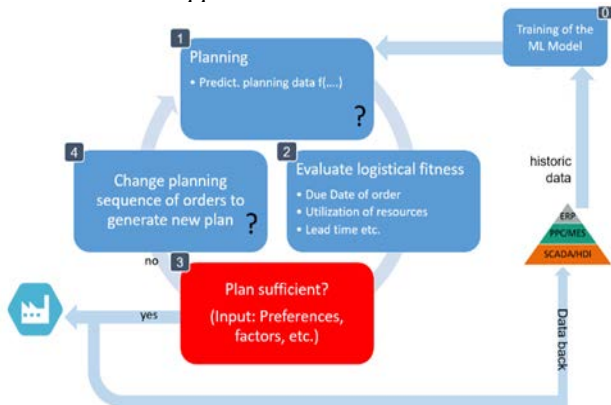 0
Training of the
ML Model
1
Planning
• Predict. planning data f(....)
?
4
Change planning
sequence of orders to
generate new plan
?
2
Evaluate logistical fitness
• Due Date of order
• Utilization of resources
• Lead time etc.
historic
data
ERP
PPC/MES
SCADA/HDI
no
3
Plan sufficient?
(Input: Preferences,
factors, etc.)
yes
Data back